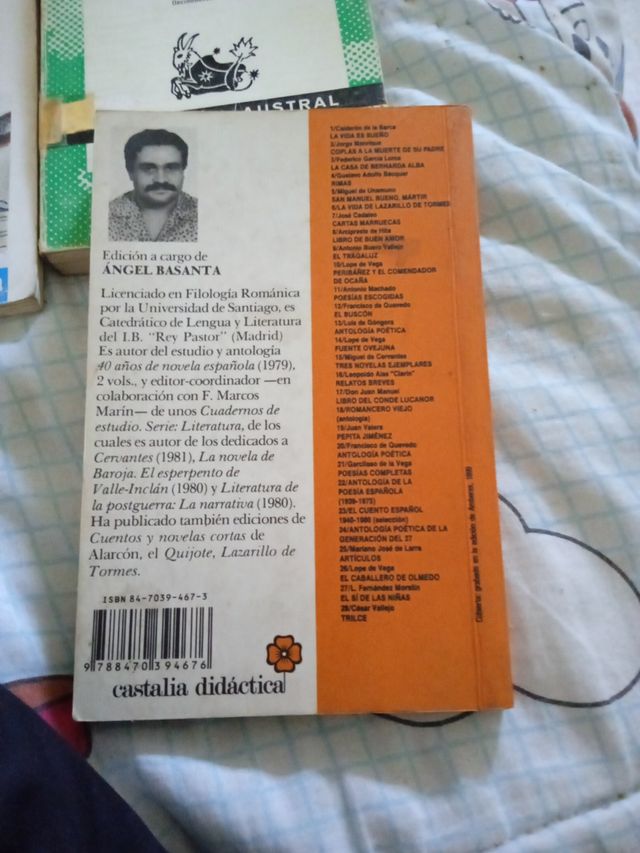 AUSTRAL
Edición a cargo de
ÁNGEL BASANTA
Licenciado en Filología Románica
por la Universidad de Santiago, es
Catedrático de Lengua y Literatura
del I.B. "Rey Pastor" (Madrid)
Es autor del estudio y antología
40 años de novela española (1979),
2 vols., y editor-coordinador —en
colaboración con F. Marcos
Marín— de unos Cuadernos de
estudio. Serie: Literatura, de los
cuales es autor de los dedicados a
Cervantes (1981), La novela de
Baroja. El esperpento de
Valle-Inclán (1980) y Literatura de
la postguerra: La narrativa (1980).
Ha publicado también ediciones de
Cuentos y novelas cortas de
Alarcón, el Quijote, Lazarillo de
Tormes.
ISBN 84-7039-467-3
9 788470 394676
castalia didáctica
1/Calderón de la Barca
LA VIDA ES SUEÑO
2/Jorge Manrique
COPLAS A LA MUERTE DE SU PADRE
3/Federico García Lorca
LA CASA DE BERNARDA ALBA
4/Gustavo Adolfo Bécquer
RIMAS
5/Miguel de Unamuno
SAN MANUEL BUENO, MÁRTIR
6/LA VIDA DE LAZARILLO DE TORMES
7/José Cadalso
CARTAS MARRUECAS
8/Arcipreste de Hita
LIBRO DE BUEN AMOR
9/Antonio Buero Vallejo
EL TRAGALUZ
10/Lope de Vega
PERIBÁÑEZ Y EL COMENDADOR
DE OCAÑA
11/Antonio Machado
POESÍAS ESCOGIDAS
12/Francisco de Quevedo
EL BUSCÓN
13/Luis de Góngora
ANTOLOGÍA POÉTICA
14/Lope de Vega
FUENTE OVEJUNA
15/Miguel de Cervantes
TRES NOVELAS EJEMPLARES
16/Leopoldo Alas "Clarín"
RELATOS BREVES
17/Don Juan Manuel
LIBRO DEL CONDE LUCANOR
18/ROMANCERO VIEJO
(antología)
19/Juan Valera
PEPITA JIMÉNEZ
20/Francisco de Quevedo
ANTOLOGÍA POÉTICA
21/Garcilaso de la Vega
POESÍAS COMPLETAS
22/ANTOLOGÍA DE LA
POESÍA ESPAÑOLA
(1939-1975)
23/EL CUENTO ESPAÑOL
1940-1980 (selección)
24/ANTOLOGÍA POÉTICA DE LA
GENERACIÓN DEL 27
25/Mariano José de Larra
ARTÍCULOS
26/Lope de Vega
EL CABALLERO DE OLMEDO
27/L. Fernández Moratín
EL SÍ DE LAS NIÑAS
28/César Vallejo
TRILCE
Cubierta: grabado en la edición de Amberes,